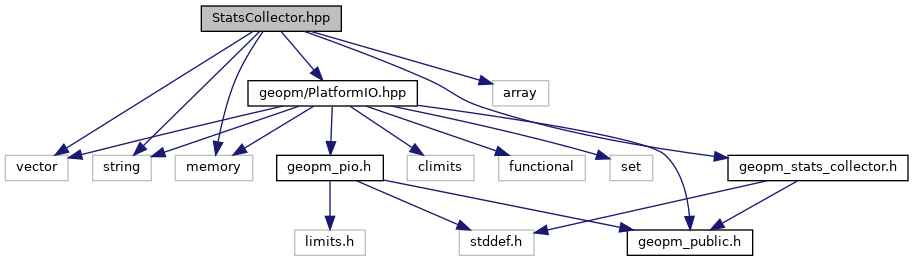 StatsCollector.hpp
geopm/PlatformIO.hpp
array
vector
string
memory
geopm_pio.h
climits
functional
set
geopm_stats_collector.h
limits.h
stddef.h
geopm_public.h